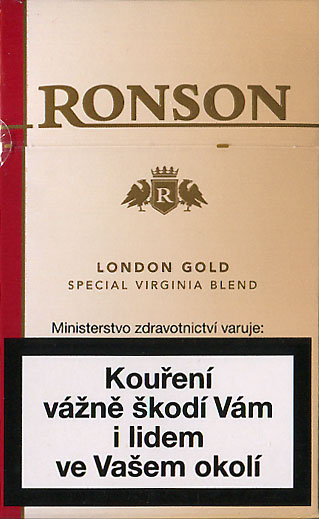 RONSON
R
LONDON GOLD
SPECIAL VIRGINIA BLEND
Ministerstvo zdravotnictví varuje:
Kouření
vážně škodí Vám
i lidem
ve Vašem okolí